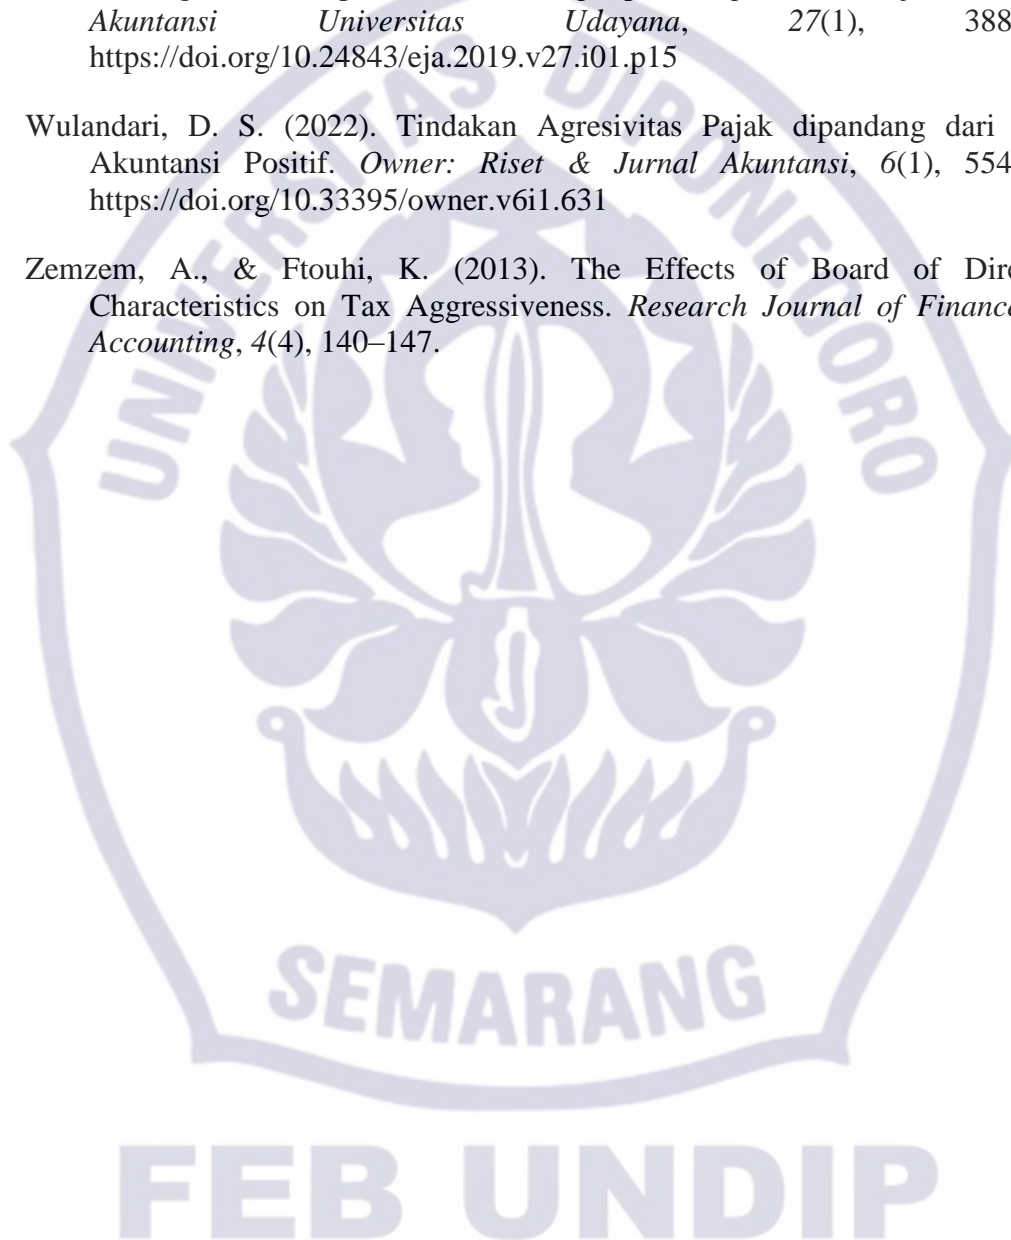 Akuntansi Universitas Udayana, 27(1), 388
https://doi.org/10.24843/eja.2019.v27.i01.p15
Wulandari, D. S. (2022). Tindakan Agresivitas Pajak dipandang dari
Akuntansi Positif. Owner: Riset & Jurnal Akuntansi, 6(1), 554
https://doi.org/10.33395/owner.v6i1.631
Zemzem, A., & Ftouhi, K. (2013). The Effects of Board of Dire
Characteristics on Tax Aggressiveness. Research Journal of Finance
Accounting, 4(4), 140–147.
UNIVERSITAS DIPONEGORO
SEMARANG
FEB UNDIP